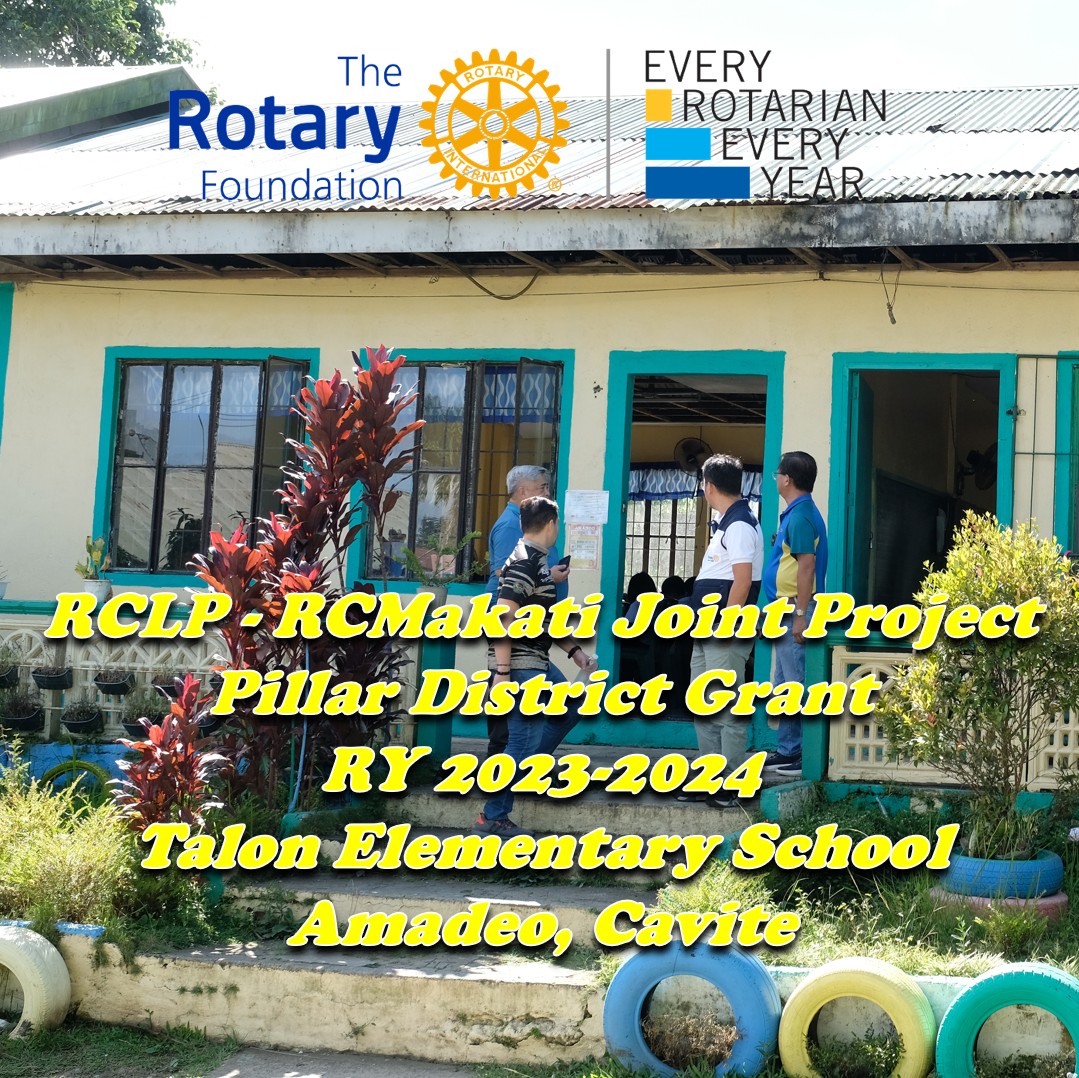 The
Rotary
Foundation
ROTARY
INTERNATIONAL
®
EVERY
ROTARIAN
EVERY
YEAR
RCLP - RCMakati Joint Project
Pillar District Grant
RY 2023-2024
Talon Elementary School
Amadeo, Cavite